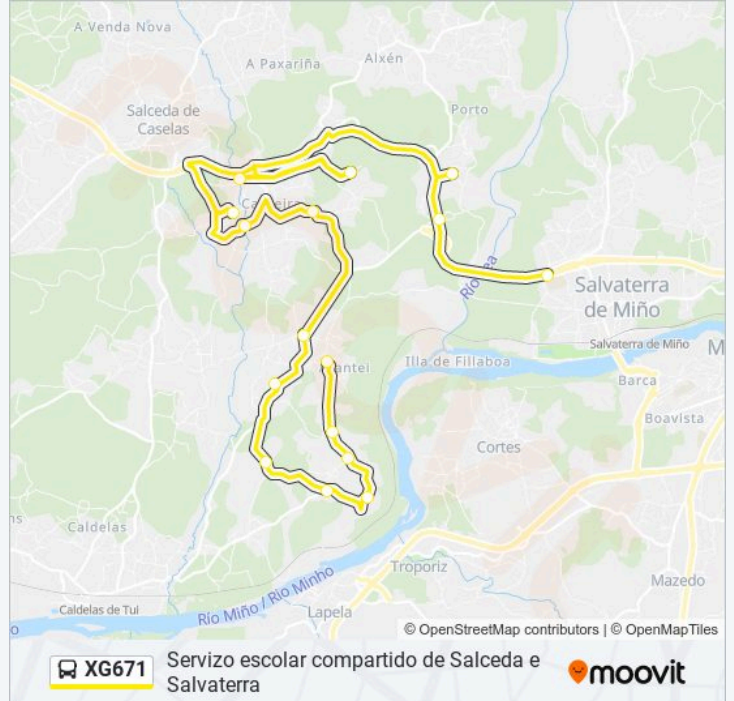 A Venda Nova
A Paxariña
Alxén
Salceda de
Caselas
Porto
Salvaterra
de Miño
Salvaterra de Miño
M
Illa de Fillaboa
Barca
Boavista
Cortes
Caldelas
Troporiz
Mazedo
Caldelas de Tui
Río Miño / Rio Minho
Lapela
© OpenStreetMap contributors | © OpenMapTiles
XG671
Servizo escolar compartido de Salceda e
Salvaterra
moovit